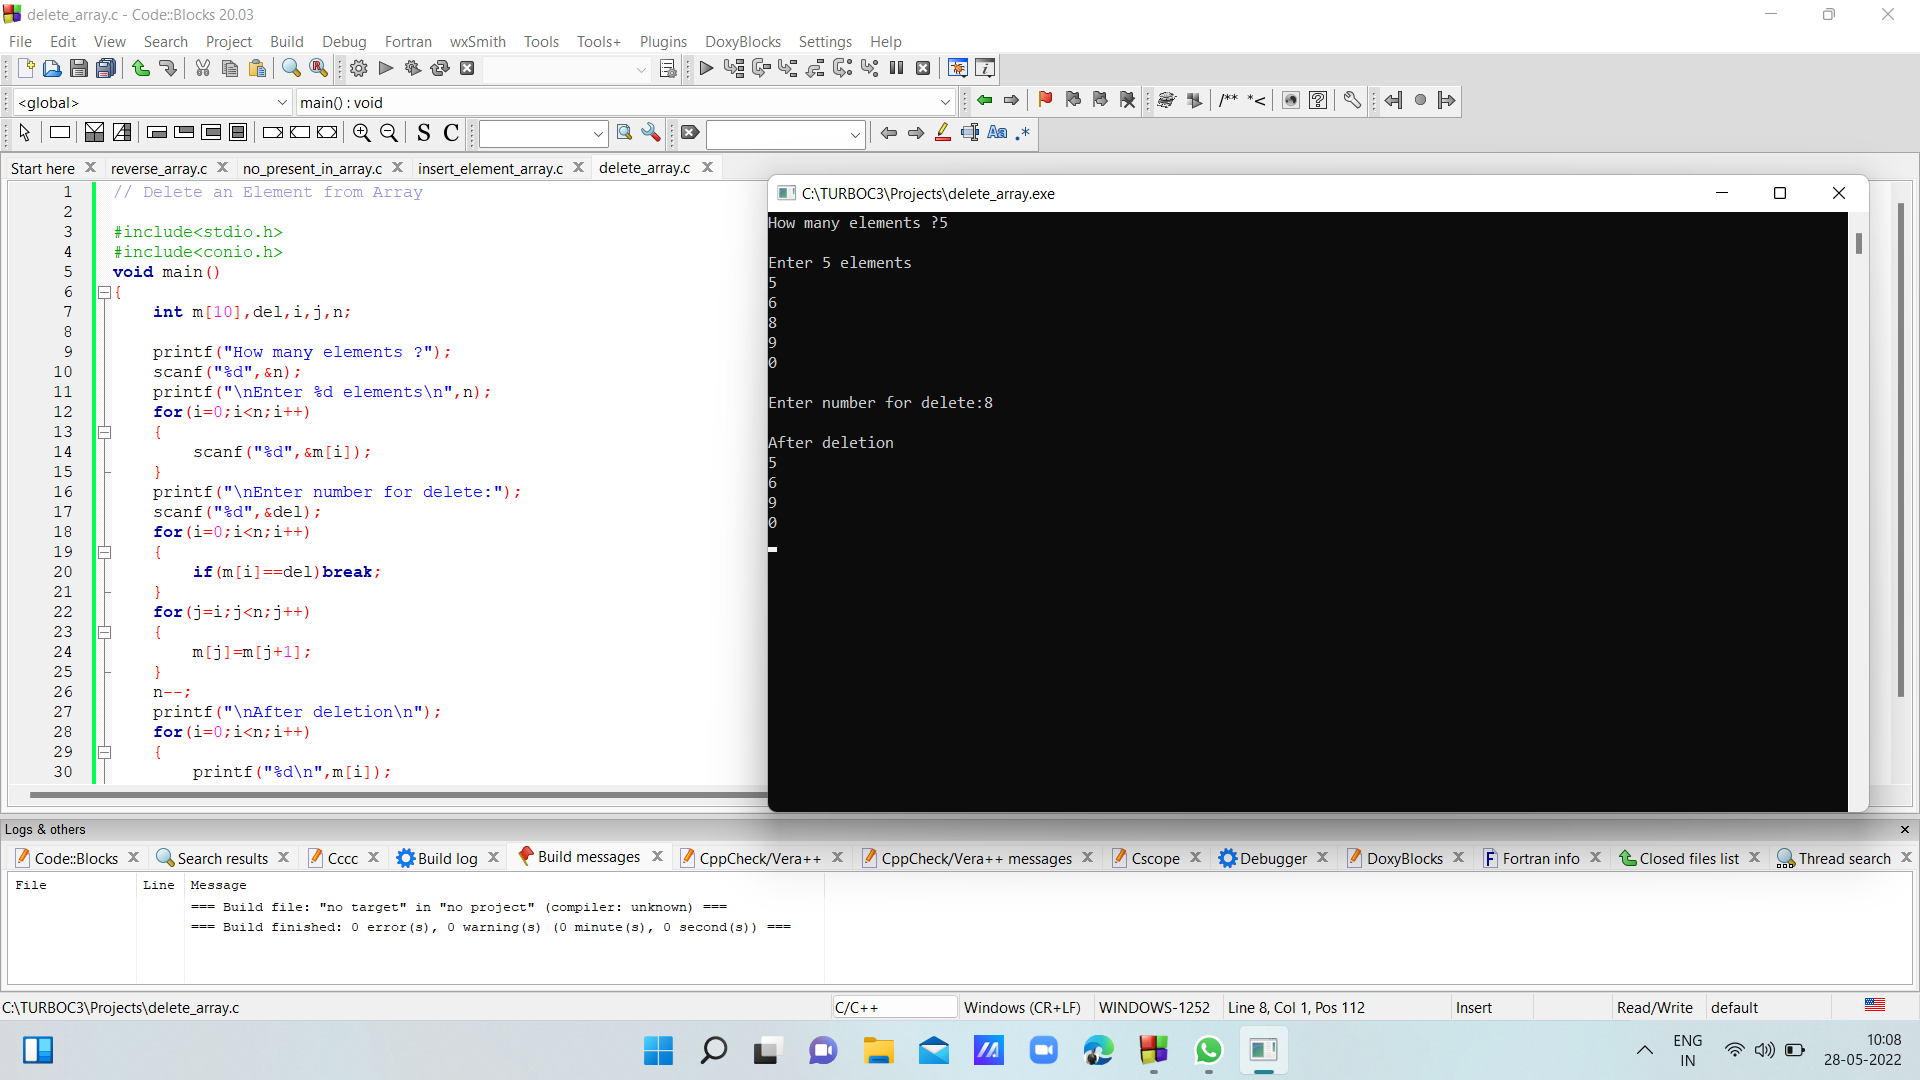 delete_array.c - Code::Blocks 20.03
File Edit View Search Project Build Debug Fortran wxSmith Tools Tools+ Plugins DoxyBlocks Settings Help
<global> main() : void
/** *<
S C Aa .*
Start here reverse_array.c no_present_in_array.c insert_element_array.c delete_array.c
1 // Delete an Element from Array
2
3 #include<stdio.h>
4 #include<conio.h>
5 void main()
6 {
7 int m[10],del,i,j,n;
8
9 printf("How many elements ?");
10 scanf("%d",&n);
11 printf("\nEnter %d elements\n",n);
12 for(i=0;i<n;i++)
13 {
14 scanf("%d",&m[i]);
15 }
16 printf("\nEnter number for delete:");
17 scanf("%d",&del);
18 for(i=0;i<n;i++)
19 {
20 if(m[i]==del)break;
21 }
22 for(j=i;j<n;j++)
23 {
24 m[j]=m[j+1];
25 }
26 n--;
27 printf("\nAfter deletion\n");
28 for(i=0;i<n;i++)
29 {
30 printf("%d\n",m[i]);
C:\TURBOC3\Projects\delete_array.exe
How many elements ?5
Enter 5 elements
5
6
8
9
0
Enter number for delete:8
After deletion
5
6
9
0
Logs & others
Code::Blocks Search results Cccc Build log Build messages CppCheck/Vera++ CppCheck/Vera++ messages Cscope Debugger DoxyBlocks Fortran info Closed files list Thread search
File Line Message
=== Build file: "no target" in "no project" (compiler: unknown) ===
=== Build finished: 0 error(s), 0 warning(s) (0 minute(s), 0 second(s)) ===
C:\TURBOC3\Projects\delete_array.c C/C++ Windows (CR+LF) WINDOWS-1252 Line 8, Col 1, Pos 112 Insert Read/Write default
ENG 10:08
IN 28-05-2022